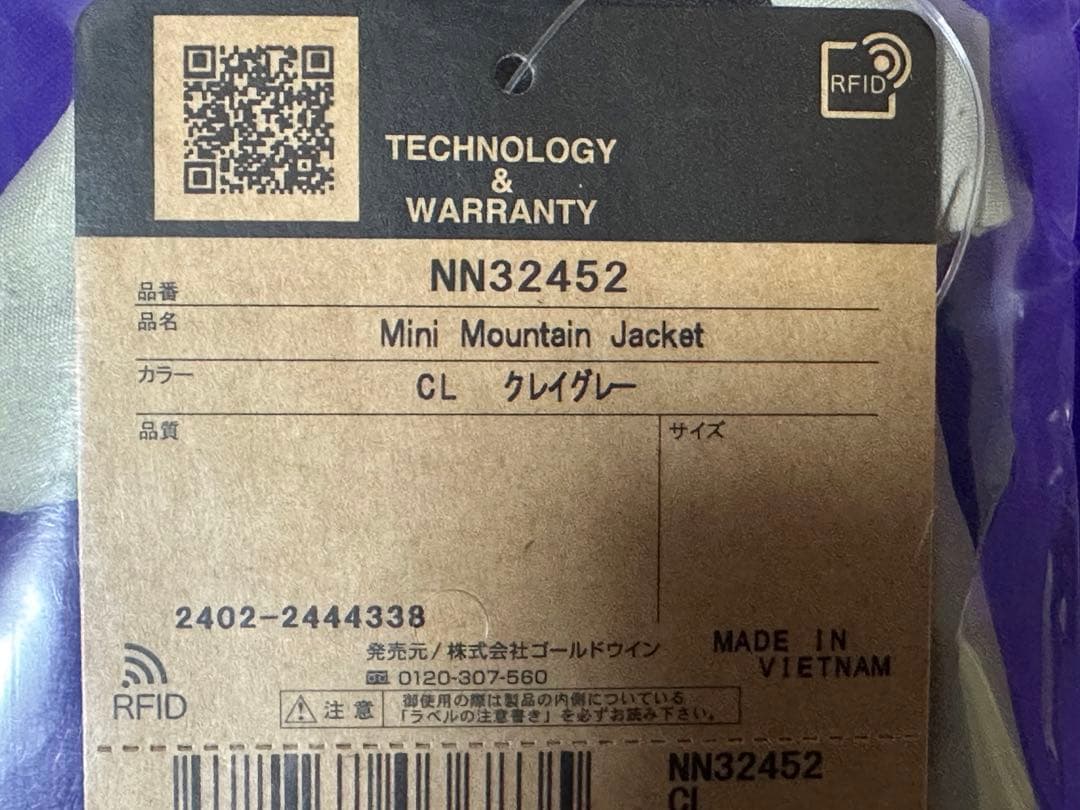 RFID
TECHNOLOGY
&
WARRANTY
品番 NN32452
品名 Mini Mountain Jacket
カラー CL クレイグレー
品質 サイズ
2402-2444338
発売元/株式会社ゴールドウイン
0120-307-560
MADE IN
VIETNAM
RFID
注意
御使用の際は製品の内側についている
「ラベルの注意書き」を必ずお読み下さい。
NN32452
CL